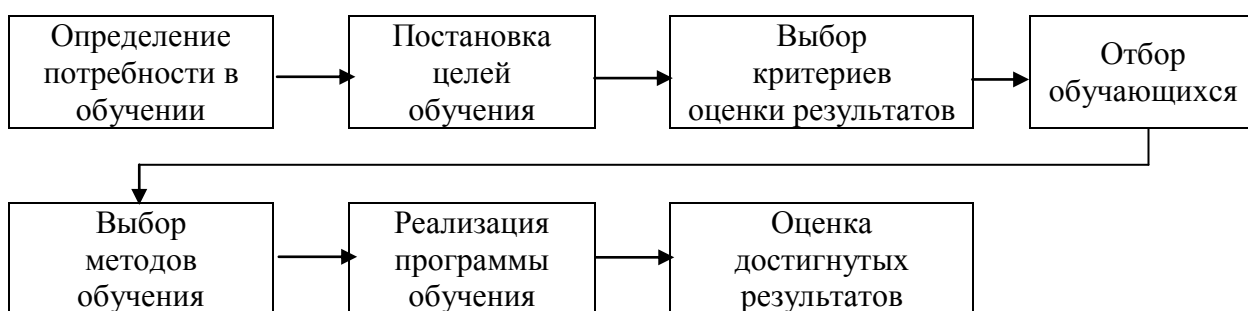 Определение
потребности в
обучении
Постановка
целей
обучения
Выбор
критериев
оценки результатов
Отбор
обучающихся
Выбор
методов
обучения
Реализация
программы
обучения
Оценка
достигнутых
результатов